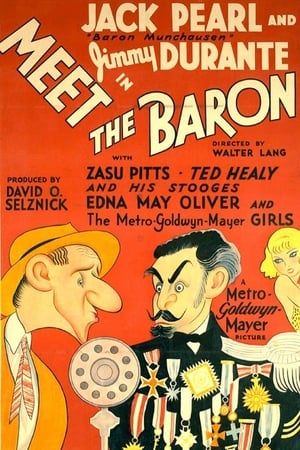 JACK PEARL AND
"Baron Munchausen"
Jimmy DURANTE
IN
MEET
THE BARON
DIRECTED BY
WALTER LANG
WITH
ZASU PITTS · TED HEALY
AND HIS STOOGES
EDNA MAY OLIVER AND
The Metro-Goldwyn-Mayer GIRLS
PRODUCED BY
DAVID O.
SELZNICK
A
Metro-
Goldwyn-
Mayer
PICTURE